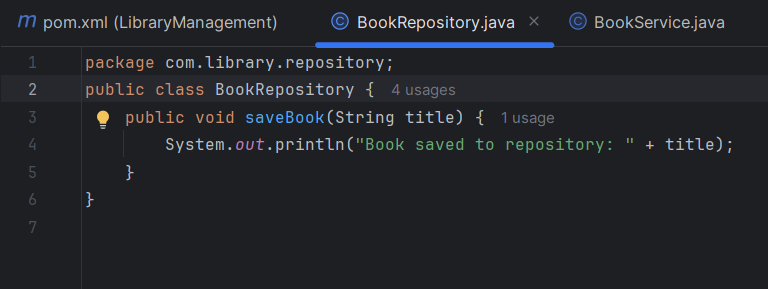 m pom.xml (LibraryManagement) © BookRepository.java × © BookService.java
1 package com.library.repository;
2 public class BookRepository { 4 usages
3 public void saveBook(String title) { 1 usage
4 System.out.println("Book saved to repository: " + title);
5 }
6 }
7